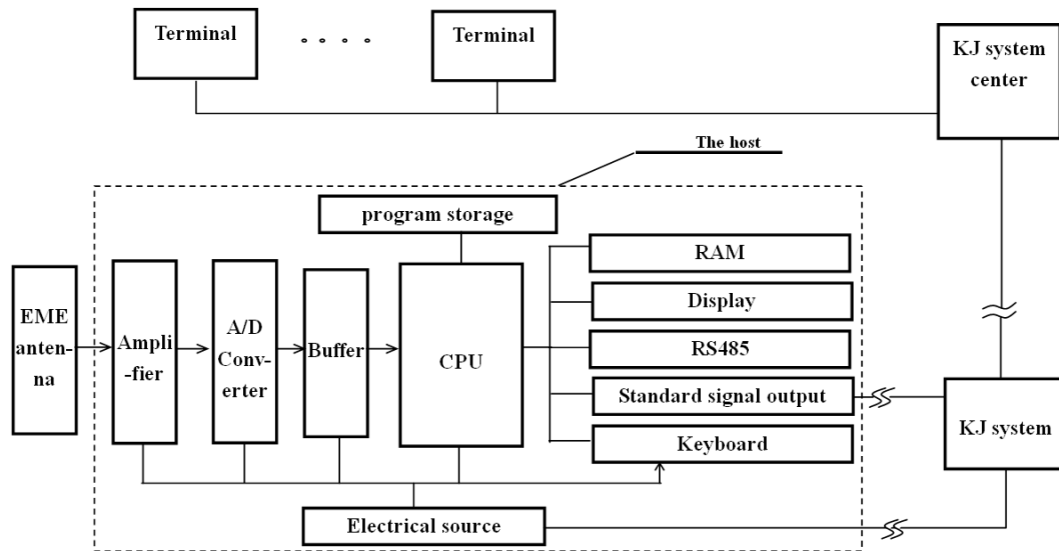 Terminal
Terminal
KJ system
center
The host
program storage
EME
anten-
na
Ampli
-fier
A/D
Conv-
erter
Buffer
CPU
RAM
Display
RS485
Standard signal output
Keyboard
KJ system
Electrical source